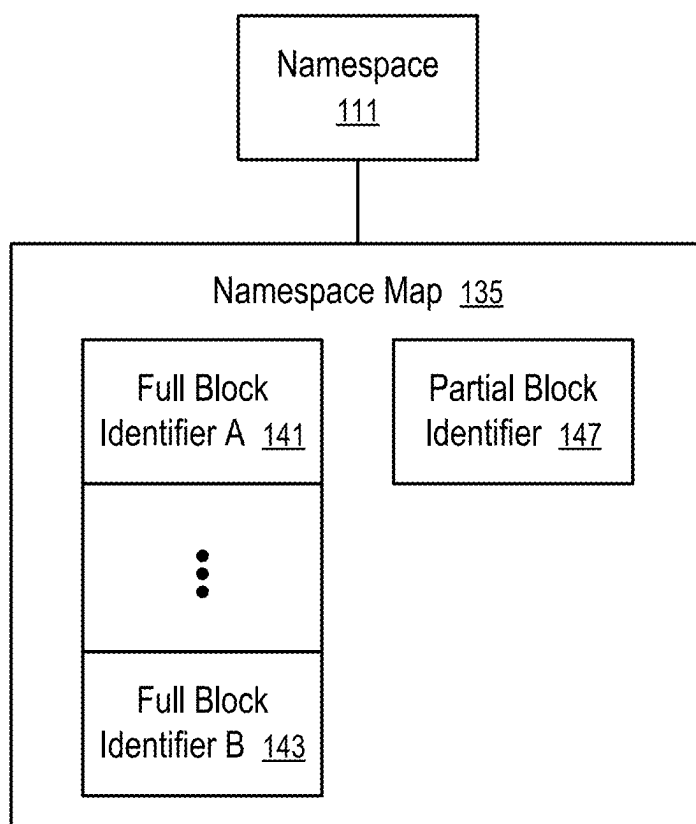 Namespace
111
Namespace Map 135
Full Block
Identifier A 141
Partial Block
Identifier 147
Full Block
Identifier B 143